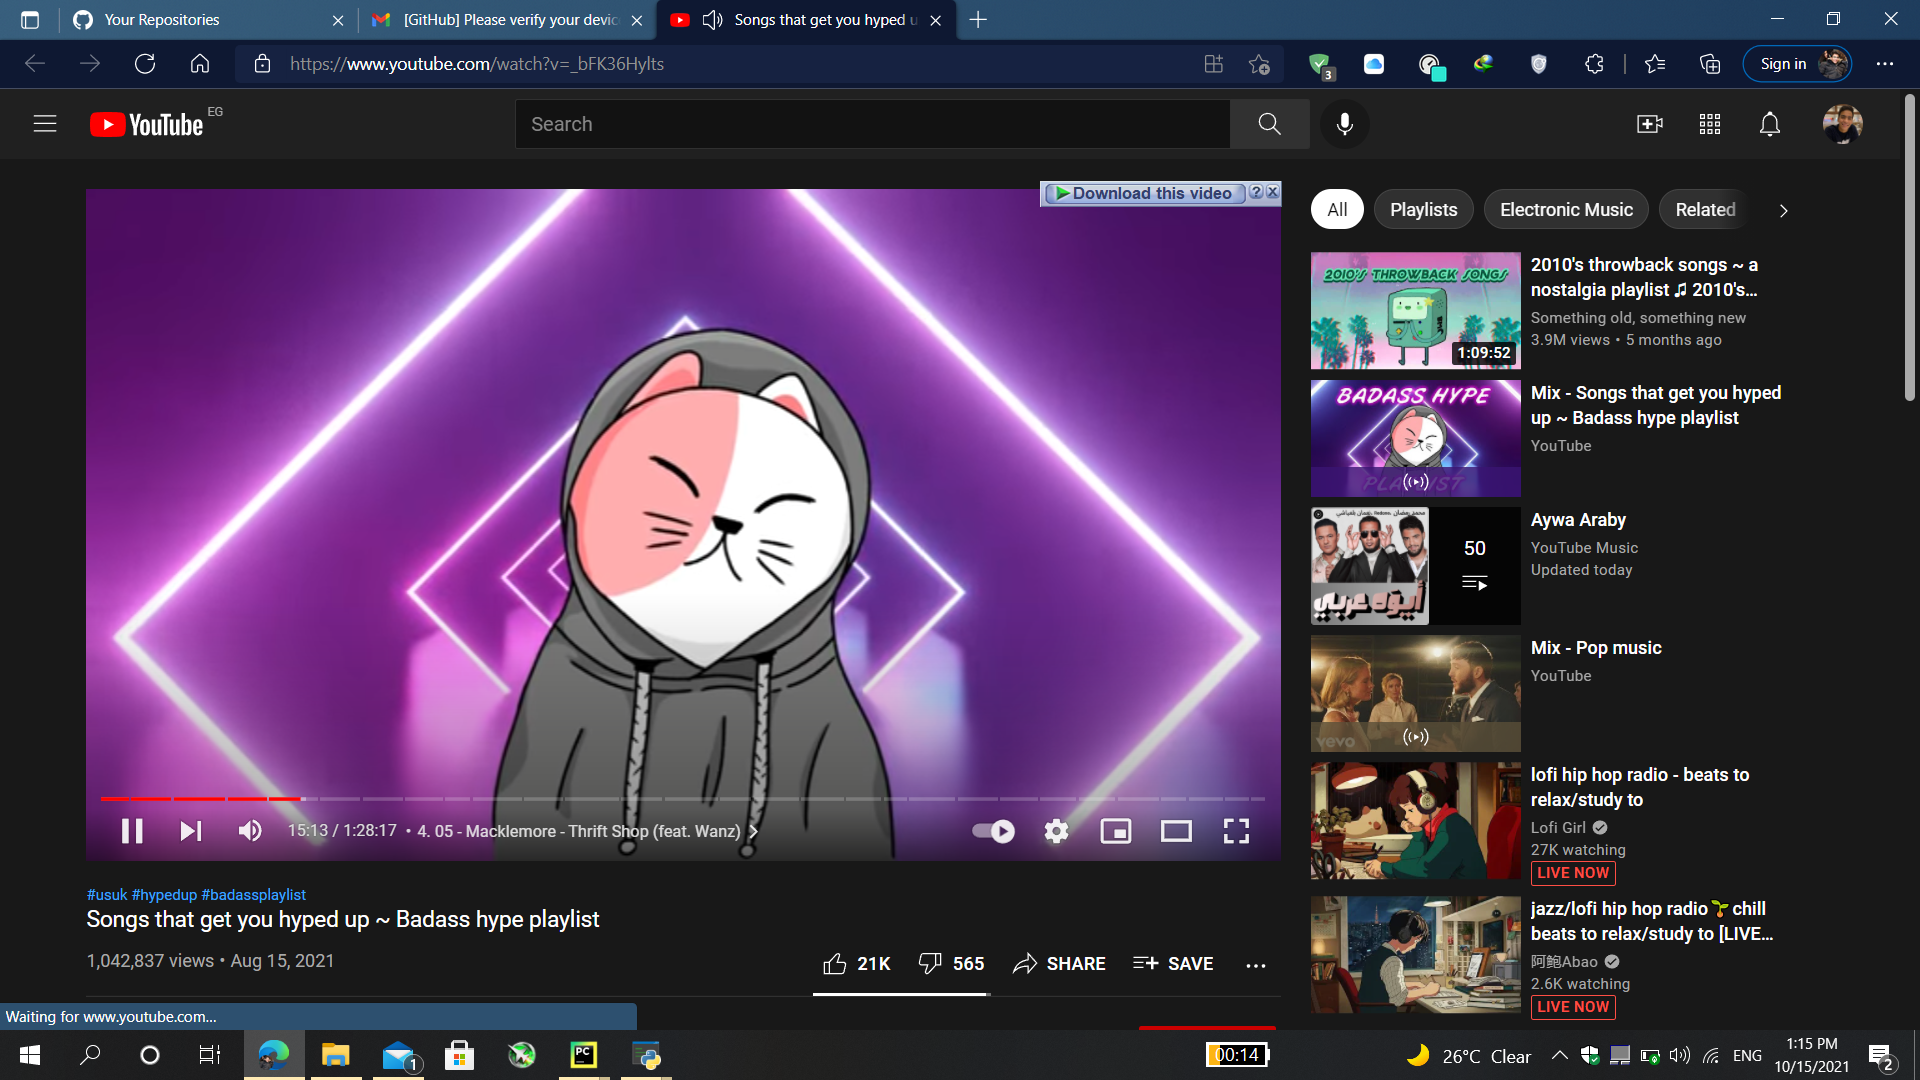 Your Repositories
[GitHub] Please verify your devic
Songs that get you hyped u
https://www.youtube.com/watch?v=_bFK36HyIts
3
Sign in
YouTube EG
Search
Download this video
All
Playlists
Electronic Music
Related
2010'S THROWBACK SONGS
1:09:52
2010's throwback songs ~ a
nostalgia playlist ♫ 2010's...
Something old, something new
3.9M views • 5 months ago
BADASS HYPE
PLAYLIST
Mix - Songs that get you hyped
up ~ Badass hype playlist
YouTube
أيوه عربي
50
Aywa Araby
YouTube Music
Updated today
vevo
Mix - Pop music
YouTube
lofi hip hop radio - beats to
relax/study to
Lofi Girl
27K watching
LIVE NOW
jazz/lofi hip hop radio🌱chill
beats to relax/study to [LIVE...
阿鲍Abao
2.6K watching
LIVE NOW
15:13 / 1:28:17 • 4. 05 - Macklemore - Thrift Shop (feat. Wanz)
#usuk #hypedup #badassplaylist
Songs that get you hyped up ~ Badass hype playlist
1,042,837 views • Aug 15, 2021
21K
565
SHARE
SAVE
Waiting for www.youtube.com...
1
PC
00:14
26°C Clear
ENG
1:15 PM
10/15/2021
2